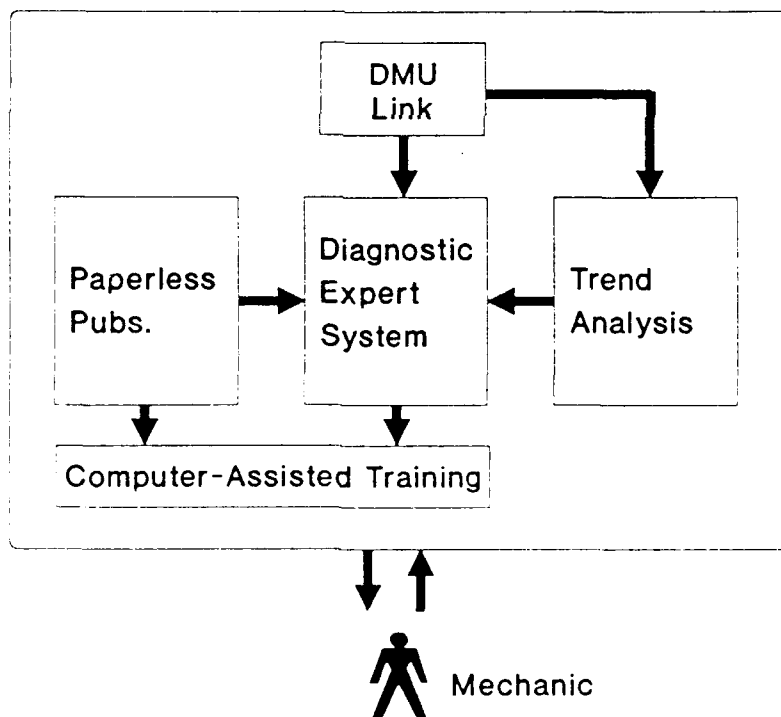 DMU
Link
Paperless
Pubs.
Diagnostic
Expert
System
Trend
Analysis
Computer-Assisted Training
Mechanic